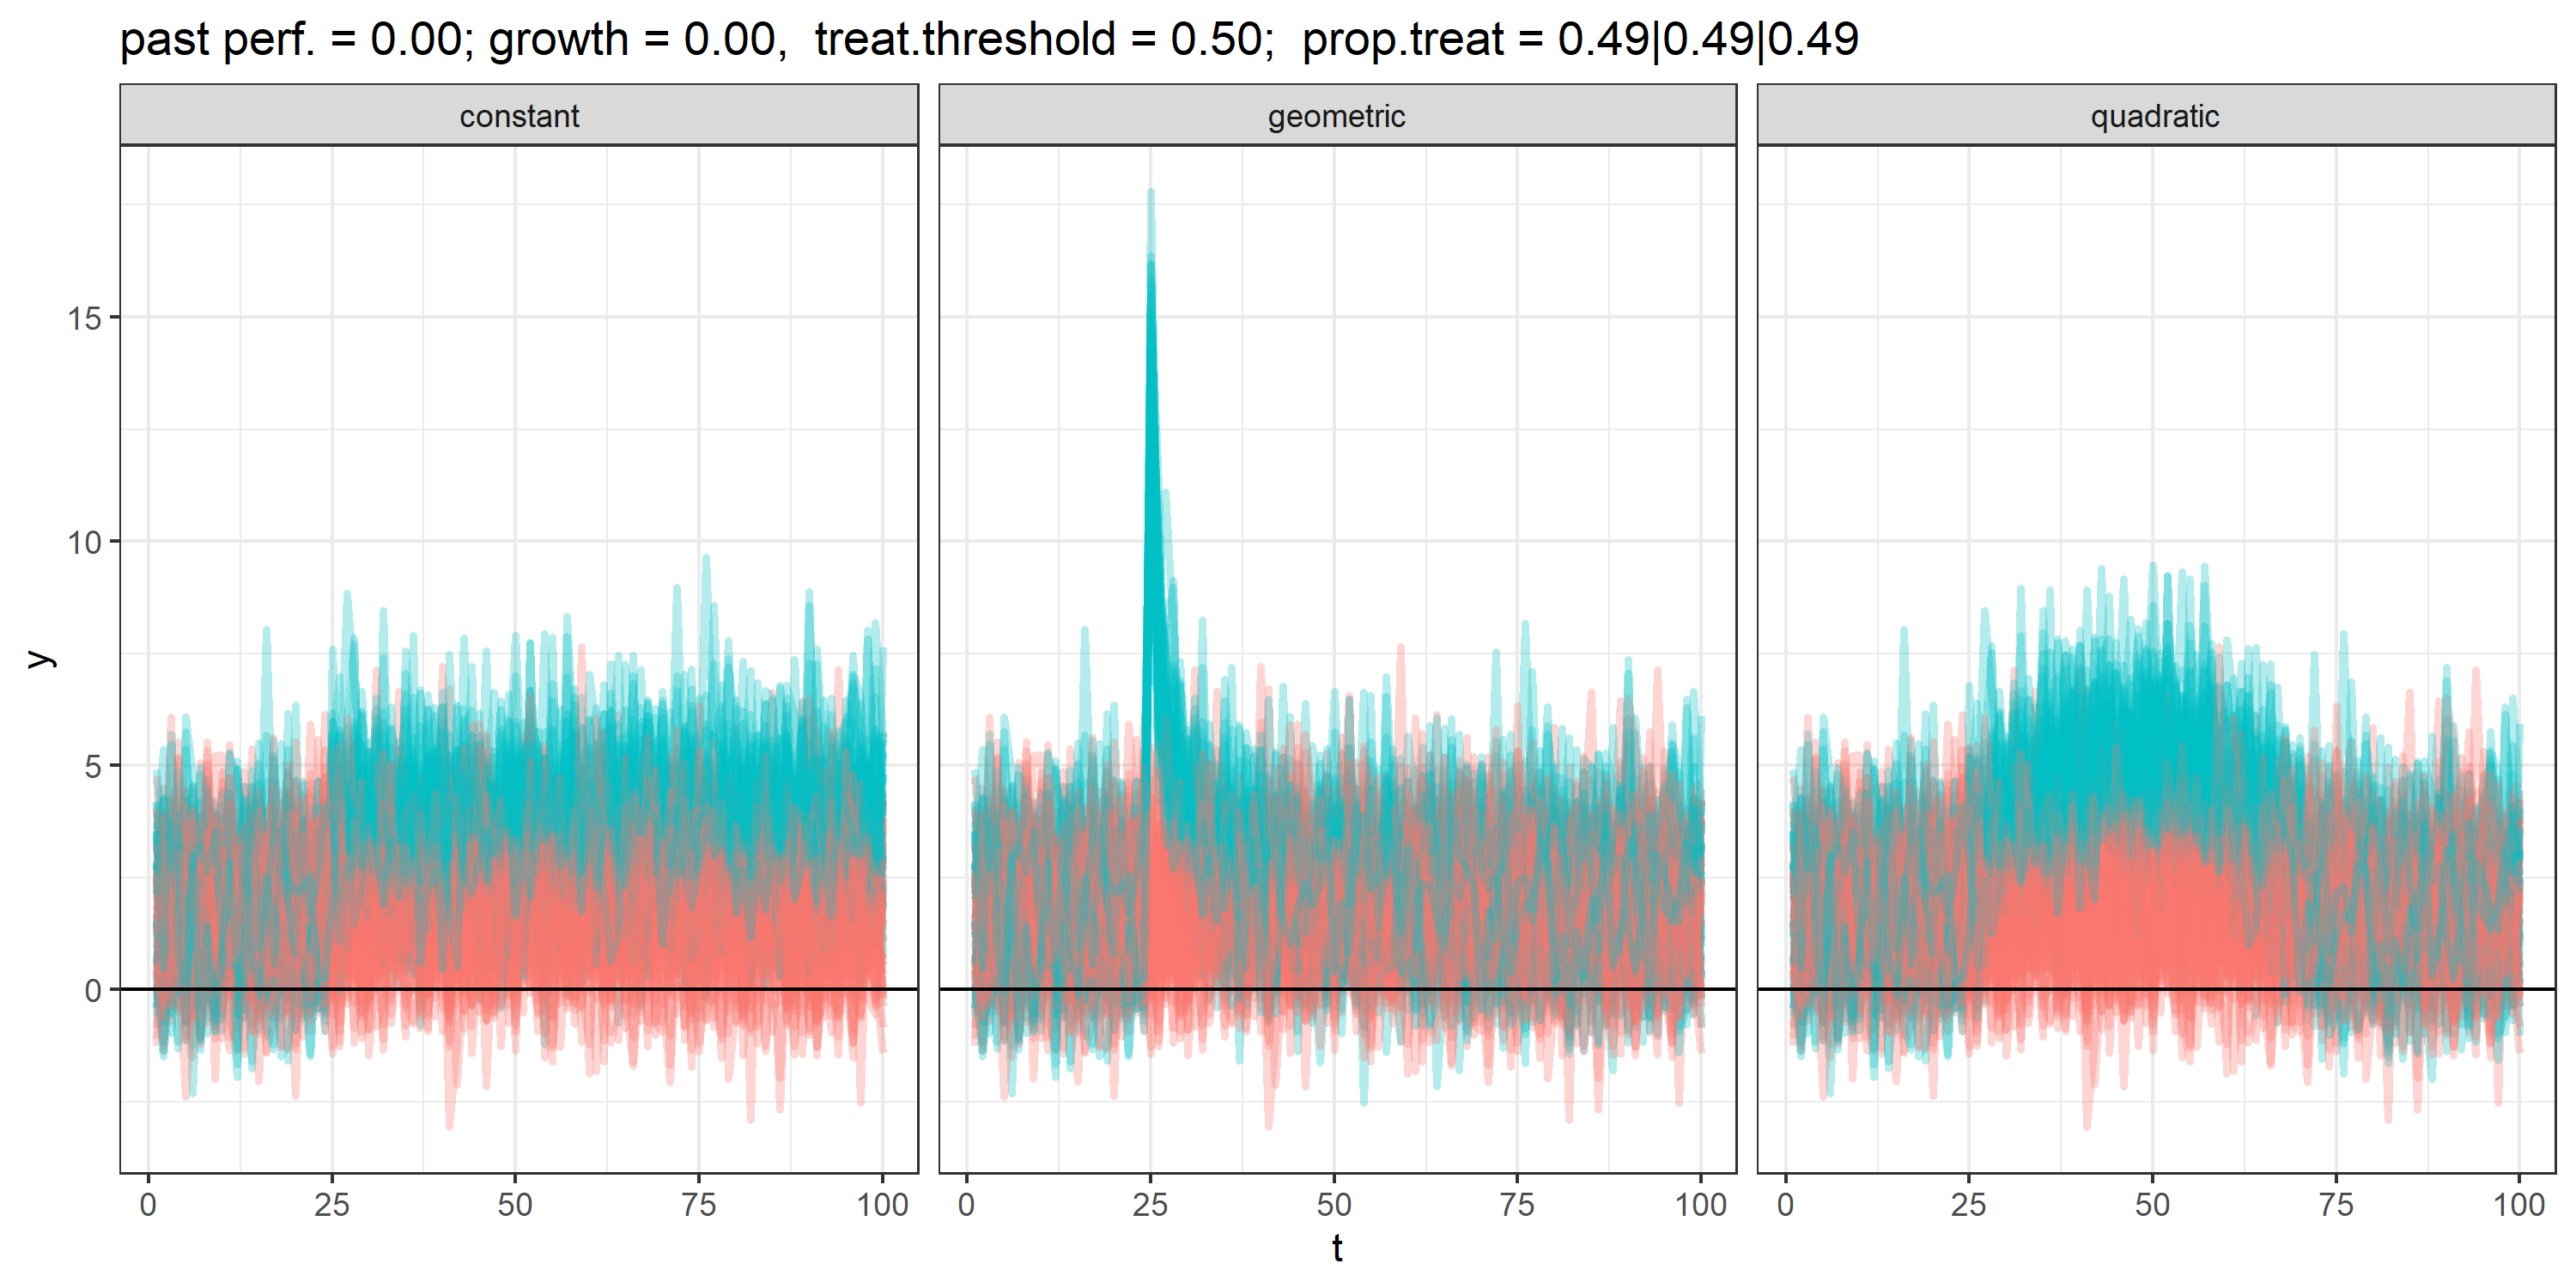 past perf. = 0.00; growth = 0.00,  treat.threshold = 0.50;  prop.treat = 0.49|0.49|0.49
constant geometric quadratic
15
10
5
0
y
0 25 50 75 100 0 25 50 75 100 0 25 50 75 100
t